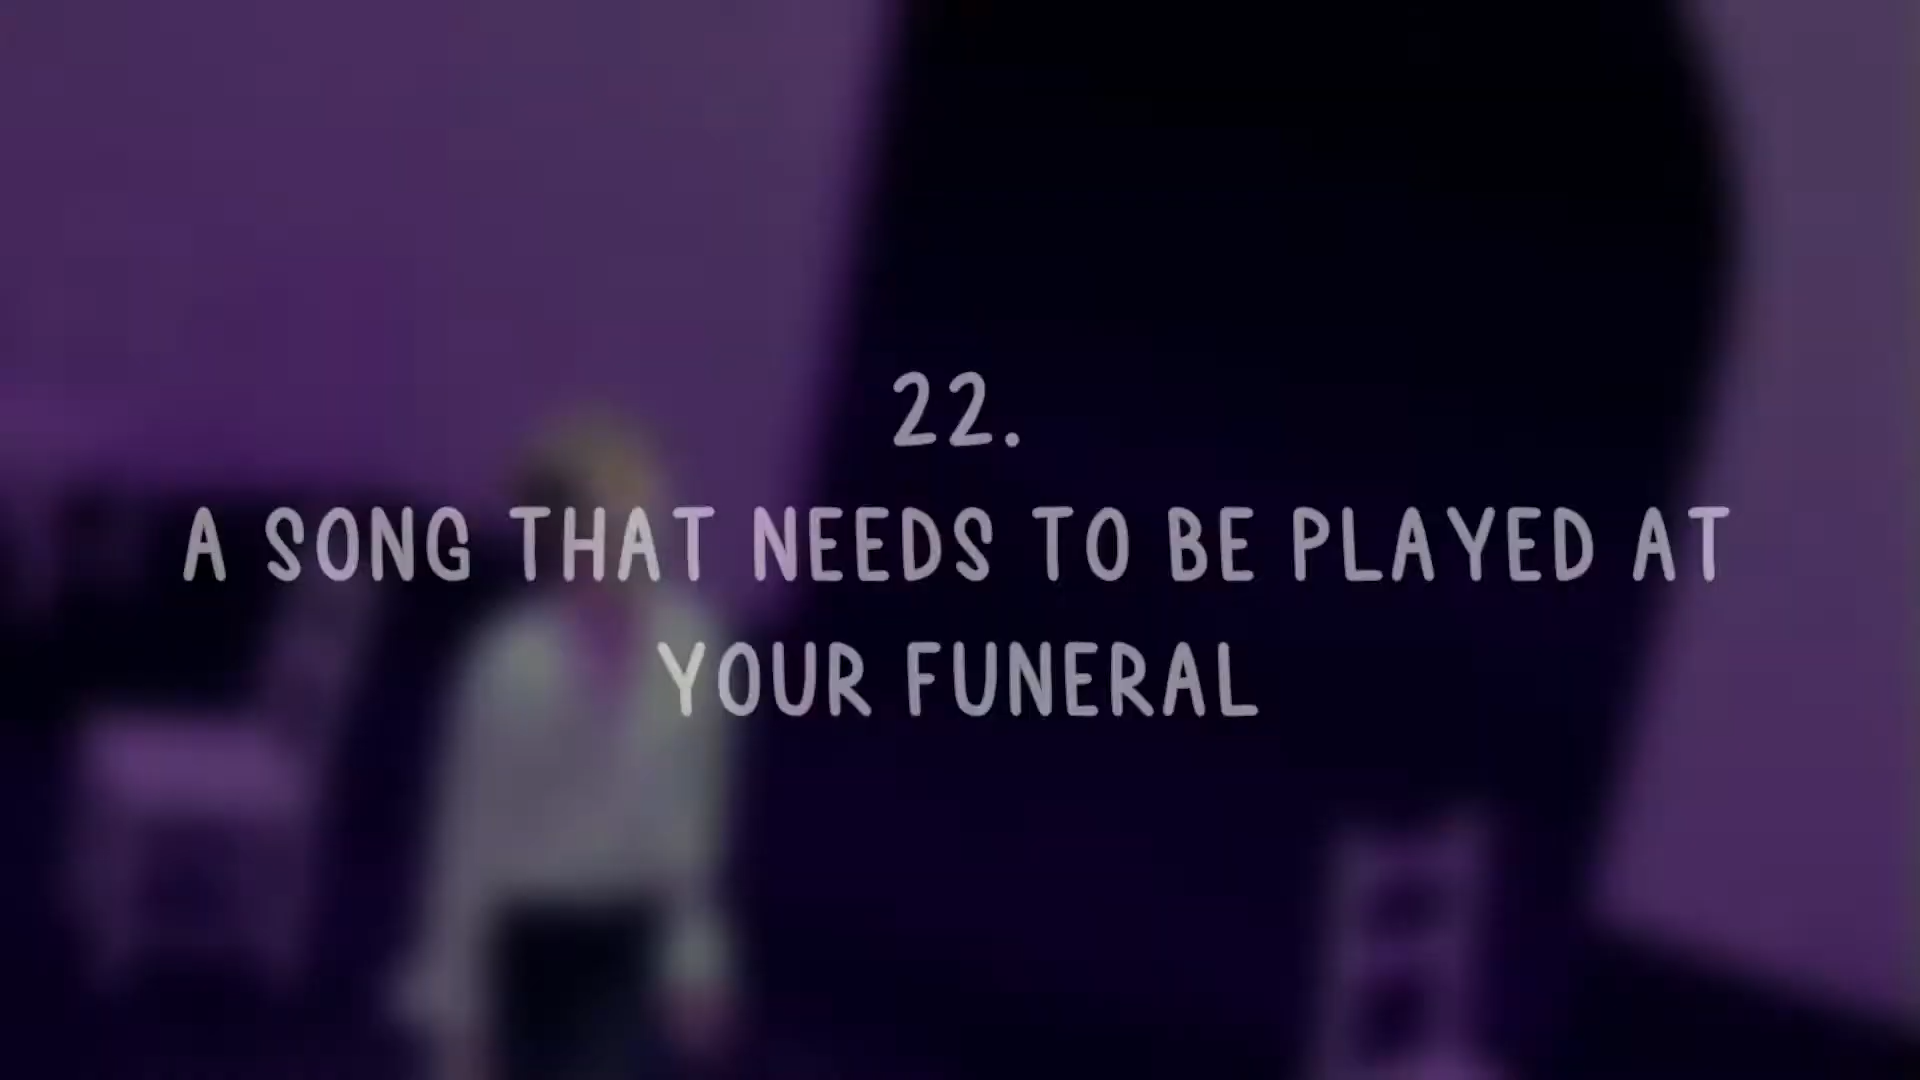 22.
A SONG THAT NEEDS TO BE PLAYED AT
YOUR FUNERAL